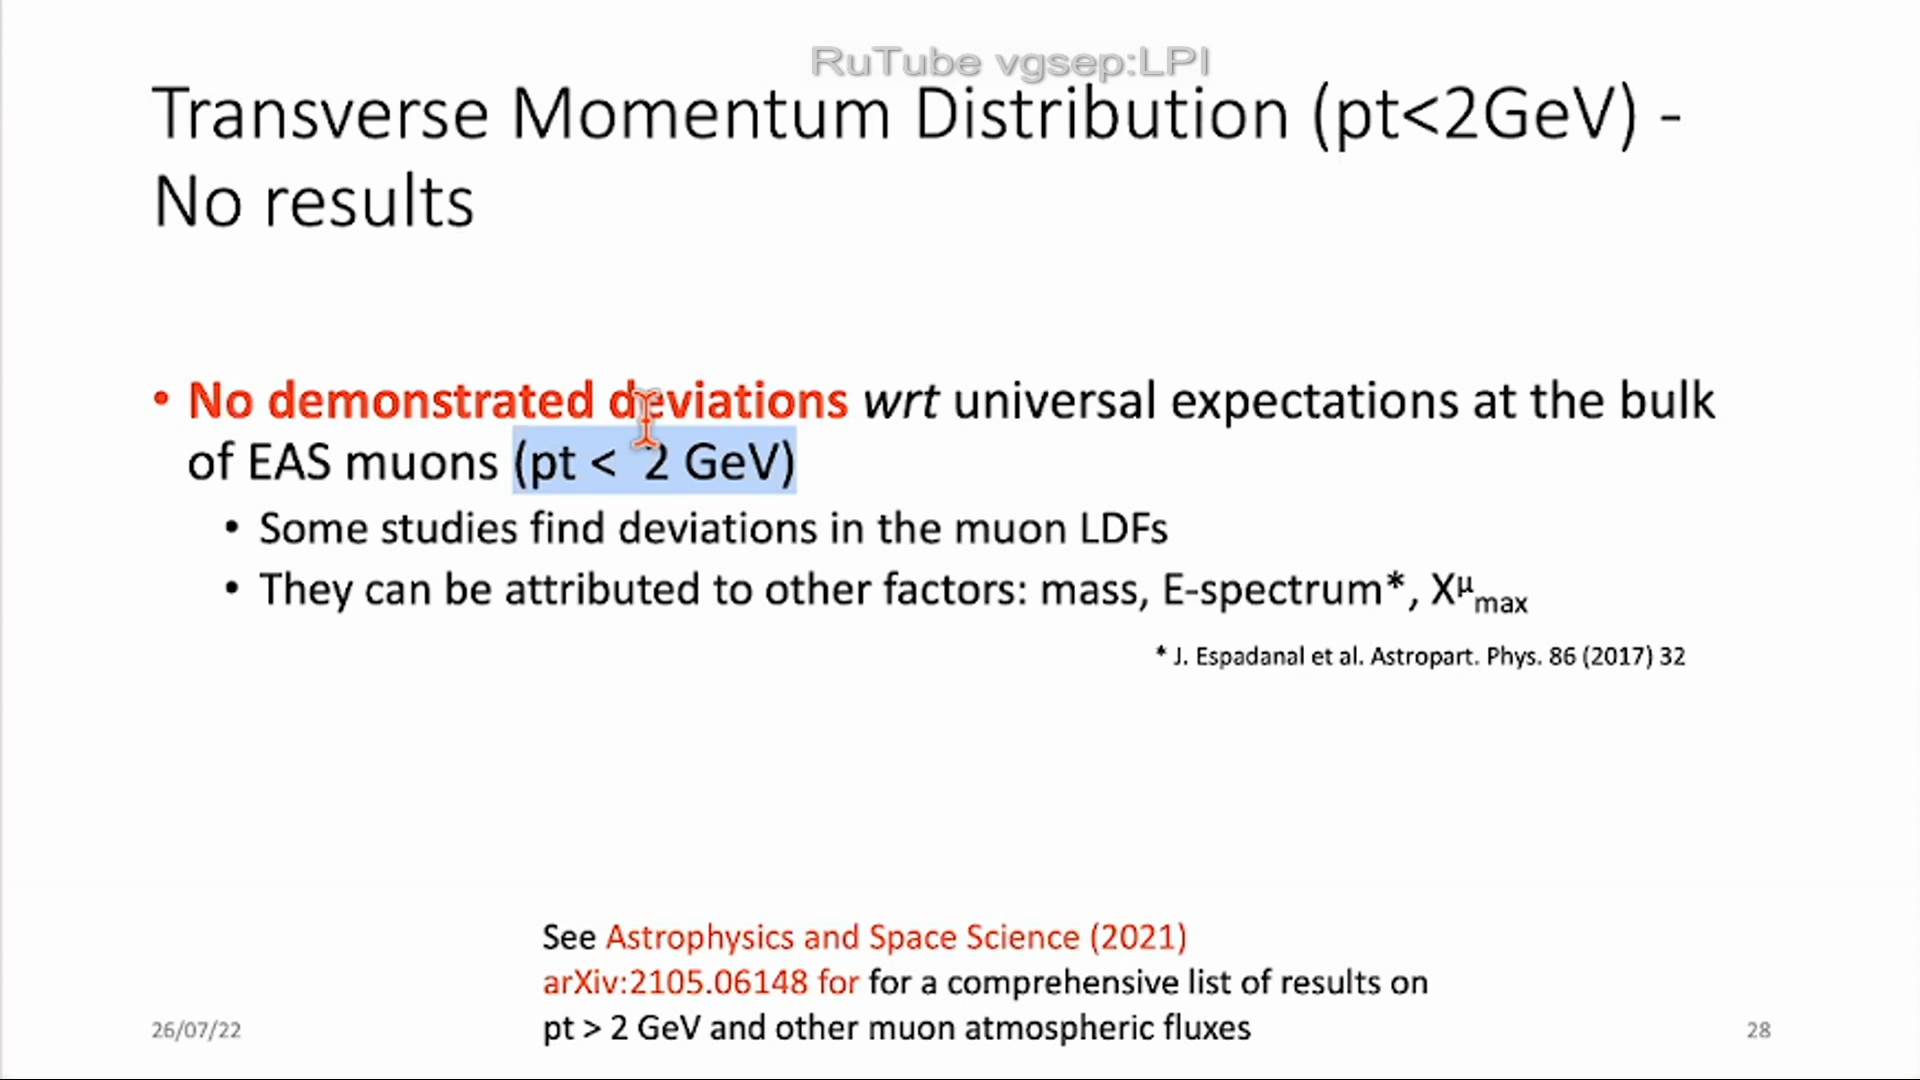 RuTube vgsep:LPI
Transverse Momentum Distribution (pt<2GeV) -
No results
• No demonstrated deviations wrt universal expectations at the bulk
of EAS muons (pt < 2 GeV)
• Some studies find deviations in the muon LDFs
• They can be attributed to other factors: mass, E-spectrum*, Xᵘmax
* J. Espadanal et al. Astropart. Phys. 86 (2017) 32
See Astrophysics and Space Science (2021)
arXiv:2105.06148 for for a comprehensive list of results on
pt > 2 GeV and other muon atmospheric fluxes
26/07/22
28